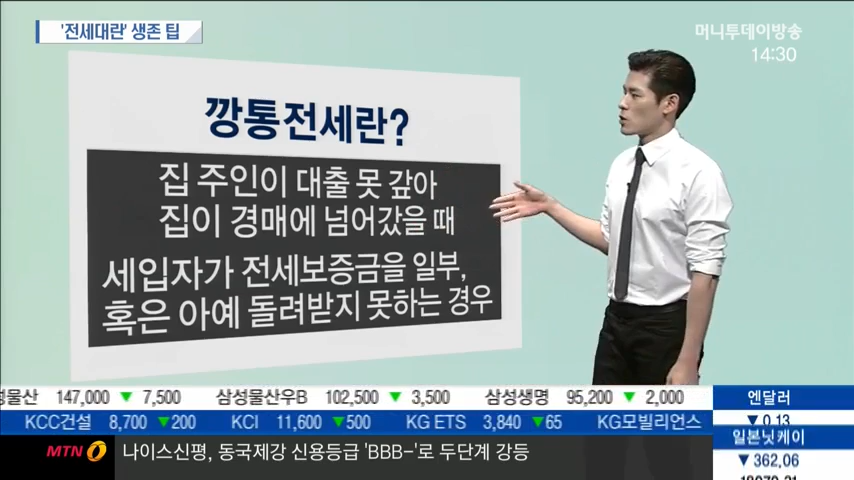 '전세대란' 생존 팁
머니투데이방송
14:30
깡통전세란?
집 주인이 대출 못 갚아
집이 경매에 넘어갔을 때
세입자가 전세보증금을 일부,
혹은 아예 돌려받지 못하는 경우
성물산 147,000 ▼ 7,500 삼성물산우B 102,500 ▼ 3,500 삼성생명 95,200 ▼ 2,000
KCC건설 8,700 ▼200 KCI 11,600 ▼500 KG ETS 3,840 ▼65 KG모빌리언스
엔달러
▼ 0.13
일본닛케이
▼ 362,06
MTN
나이스신평, 동국제강 신용등급 'BBB-'로 두단계 강등